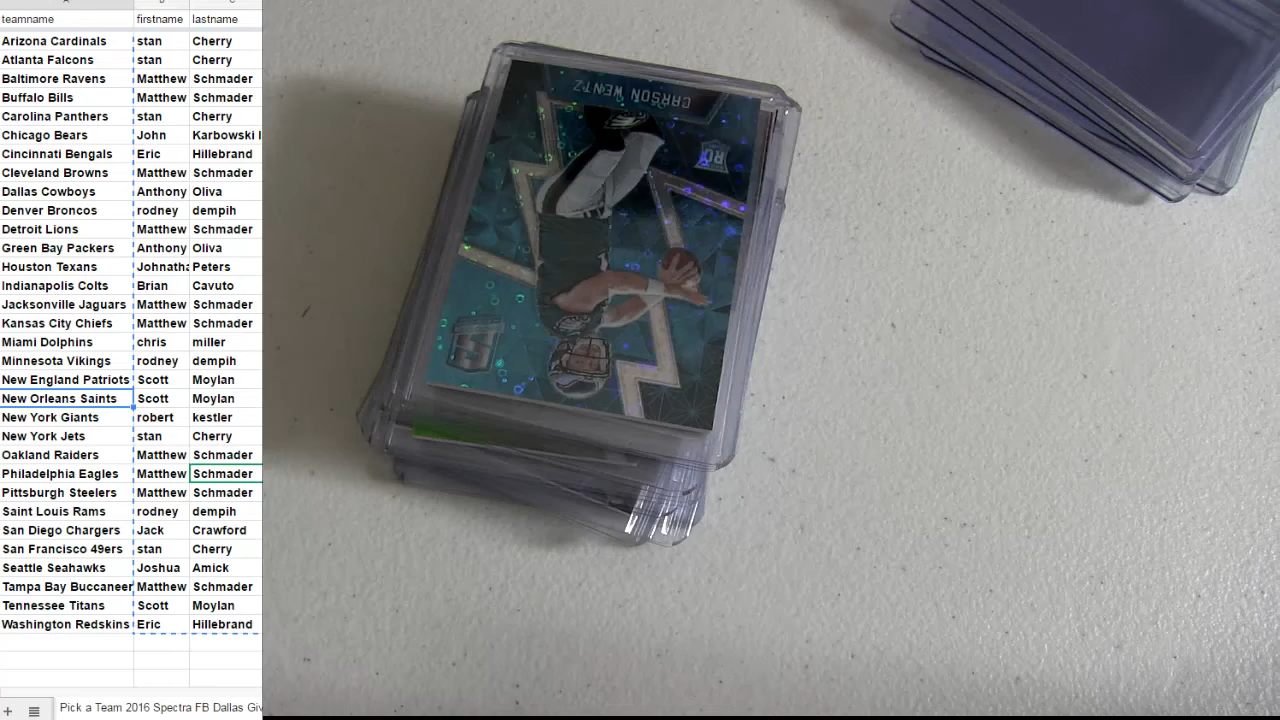 teamname firstname lastname
Arizona Cardinals stan Cherry
Atlanta Falcons stan Cherry
Baltimore Ravens Matthew Schmader
Buffalo Bills Matthew Schmader
Carolina Panthers stan Cherry
Chicago Bears John Karbowski I
Cincinnati Bengals Eric Hillebrand
Cleveland Browns Matthew Schmader
Dallas Cowboys Anthony Oliva
Denver Broncos rodney dempih
Detroit Lions Matthew Schmader
Green Bay Packers Anthony Oliva
Houston Texans Johnatha Peters
Indianapolis Colts Brian Cavuto
Jacksonville Jaguars Matthew Schmader
Kansas City Chiefs Matthew Schmader
Miami Dolphins chris miller
Minnesota Vikings rodney dempih
New England Patriots Scott Moylan
New Orleans Saints Scott Moylan
New York Giants robert kestler
New York Jets stan Cherry
Oakland Raiders Matthew Schmader
Philadelphia Eagles Matthew Schmader
Pittsburgh Steelers Matthew Schmader
Saint Louis Rams rodney dempih
San Diego Chargers Jack Crawford
San Francisco 49ers stan Cherry
Seattle Seahawks Joshua Amick
Tampa Bay Buccaneer Matthew Schmader
Tennessee Titans Scott Moylan
Washington Redskins Eric Hillebrand
Pick a Team 2016 Spectra FB Dallas Giv
CARSON WENTZ